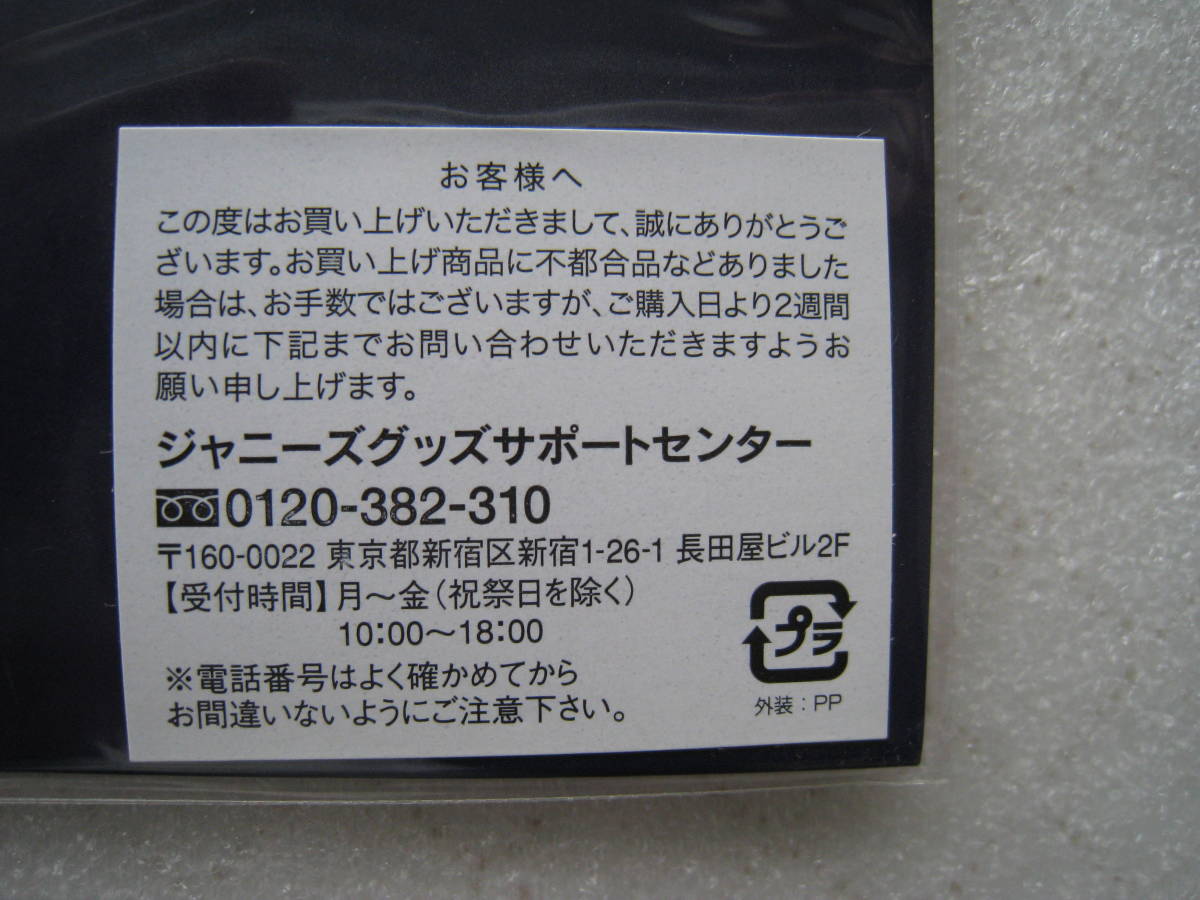 お客様へ
この度はお買い上げいただきまして、誠にありがとうご
ざいます。お買い上げ商品に不都合品などありました
場合は、お手数ではございますが、ご購入日より2週間
以内に下記までお問い合わせいただきますようお
願い申し上げます。
ジャニーズグッズサポートセンター
0120-382-310
〒160-0022 東京都新宿区新宿1-26-1 長田屋ビル2F
【受付時間】月～金（祝祭日を除く）
10:00～18:00
※電話番号はよく確かめてから
お間違いないようにご注意下さい。
プラ
外装：PP